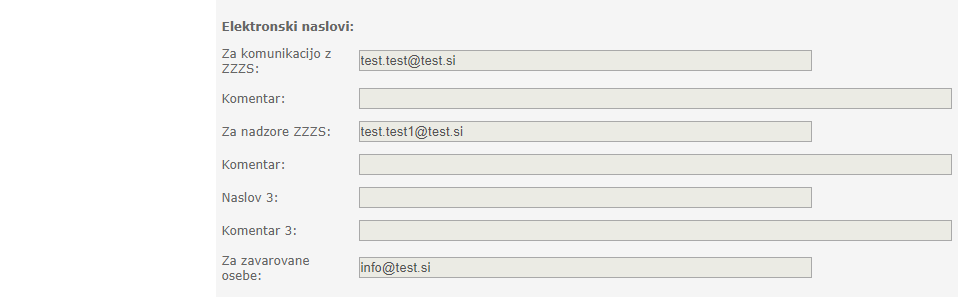 Elektronski naslovi:
Za komunikacijo z
ZZZS:
test.test@test.si
Komentar:
Za nadzore ZZZS:
test.test1@test.si
Komentar:
Naslov 3:
Komentar 3:
Za zavarovane
osebe:
info@test.si